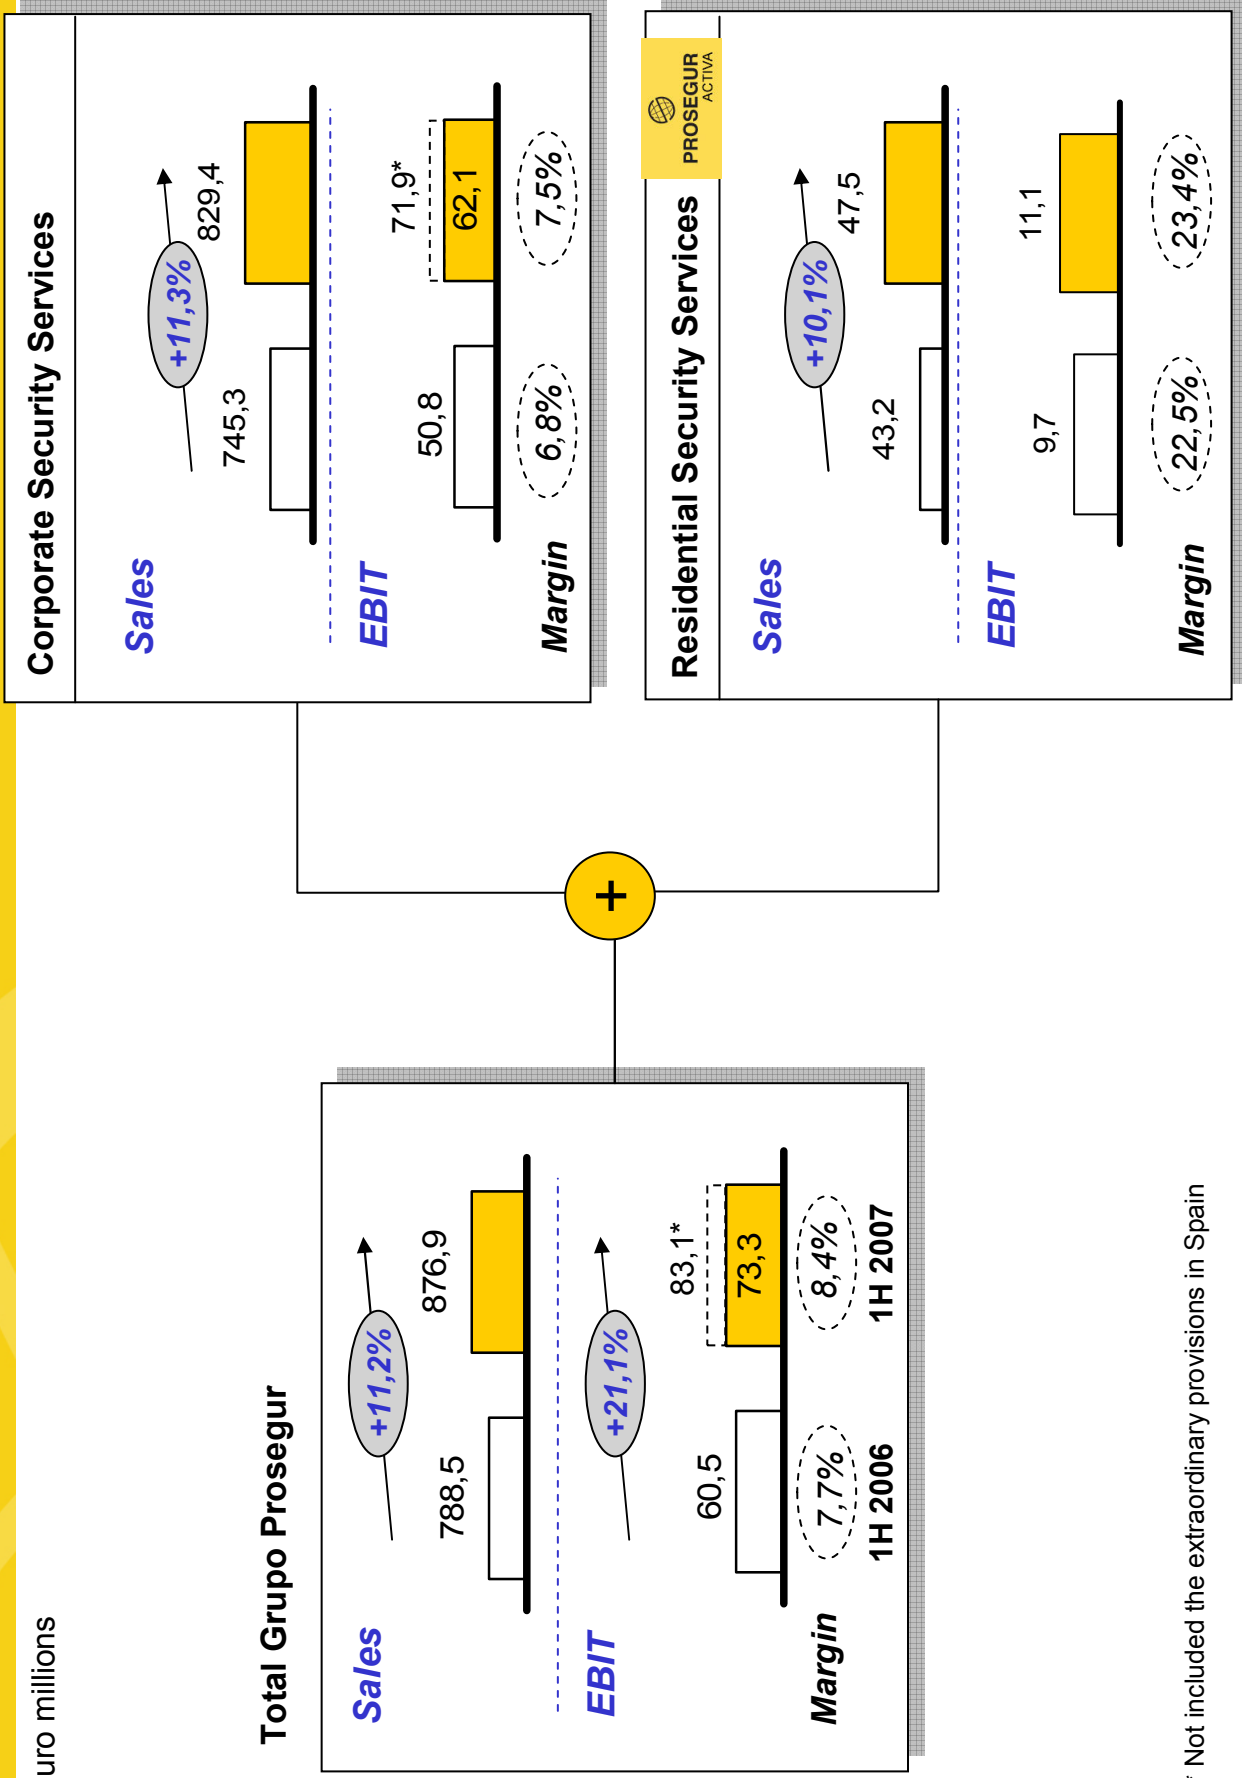 uro millions
Total Grupo Prosegur
Sales
+11,2%
788,5
876,9
EBIT
+21,1%
60,5
83,1*
73,3
Margin
7,7%
8,4%
1H 2006
1H 2007
+
Corporate Security Services
Sales
+11,3%
745,3
829,4
EBIT
50,8
71,9*
62,1
Margin
6,8%
7,5%
Residential Security Services
PROSEGUR
ACTIVA
Sales
+10,1%
43,2
47,5
EBIT
9,7
11,1
Margin
22,5%
23,4%
* Not included the extraordinary provisions in Spain